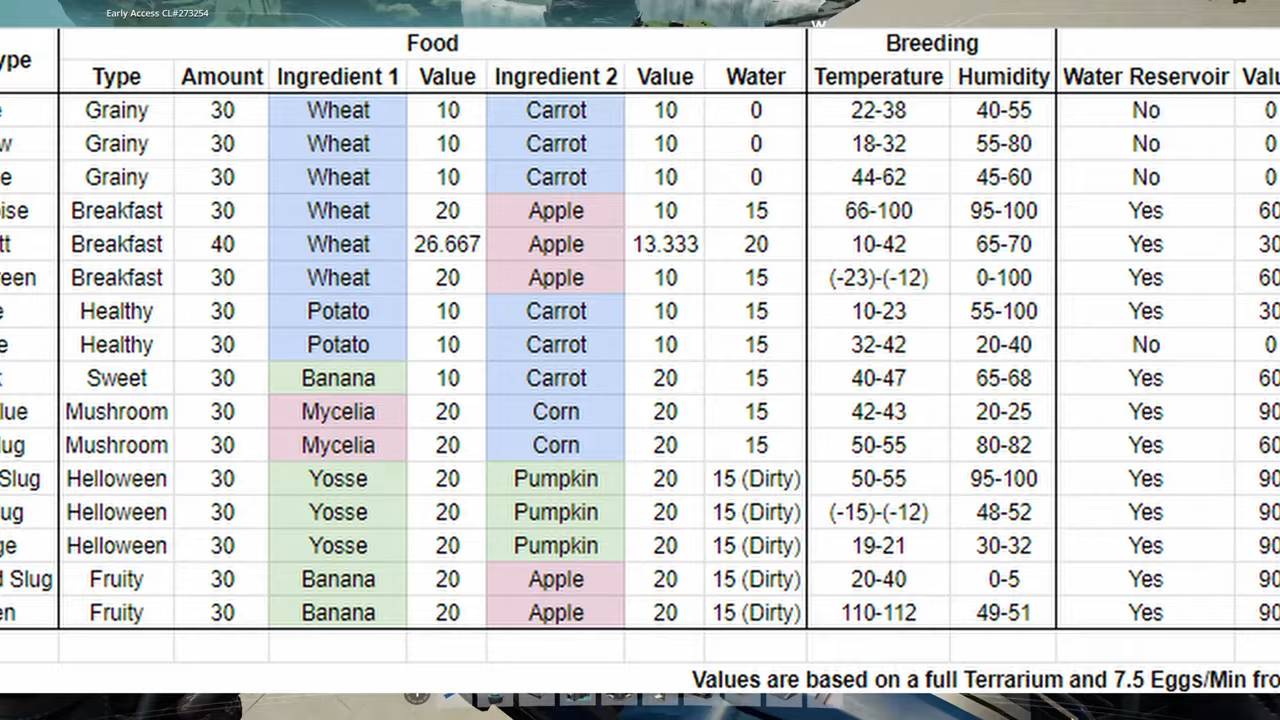 Early Access CL#273254
Food Breeding
Type Amount Ingredient 1 Value Ingredient 2 Value Water Temperature Humidity Water Reservoir
Grainy 30 Wheat 10 Carrot 10 0 22-38 40-55 No 0
Grainy 30 Wheat 10 Carrot 10 0 18-32 55-80 No 0
Grainy 30 Wheat 10 Carrot 10 0 44-62 45-60 No 0
Breakfast 30 Wheat 20 Apple 10 15 66-100 95-100 Yes 60
Breakfast 40 Wheat 26.667 Apple 13.333 20 10-42 65-70 Yes 30
Breakfast 30 Wheat 20 Apple 10 15 (-23)-(-12) 0-100 Yes 60
Healthy 30 Potato 10 Carrot 10 15 10-23 55-100 Yes 30
Healthy 30 Potato 10 Carrot 10 15 32-42 20-40 No 0
Sweet 30 Banana 10 Carrot 20 15 40-47 65-68 Yes 60
Mushroom 30 Mycelia 20 Corn 20 15 42-43 20-25 Yes 90
Mushroom 30 Mycelia 20 Corn 20 15 50-55 80-82 Yes 60
Slug Helloween 30 Yosse 20 Pumpkin 20 15 (Dirty) 50-55 95-100 Yes 90
Helloween 30 Yosse 20 Pumpkin 20 15 (Dirty) (-15)-(-12) 48-52 Yes 90
Helloween 30 Yosse 20 Pumpkin 20 15 (Dirty) 19-21 30-32 Yes 90
Slug Fruity 30 Banana 20 Apple 20 15 (Dirty) 20-40 0-5 Yes 90
Fruity 30 Banana 20 Apple 20 15 (Dirty) 110-112 49-51 Yes 90
Values are based on a full Terrarium and 7.5 Eggs/Min